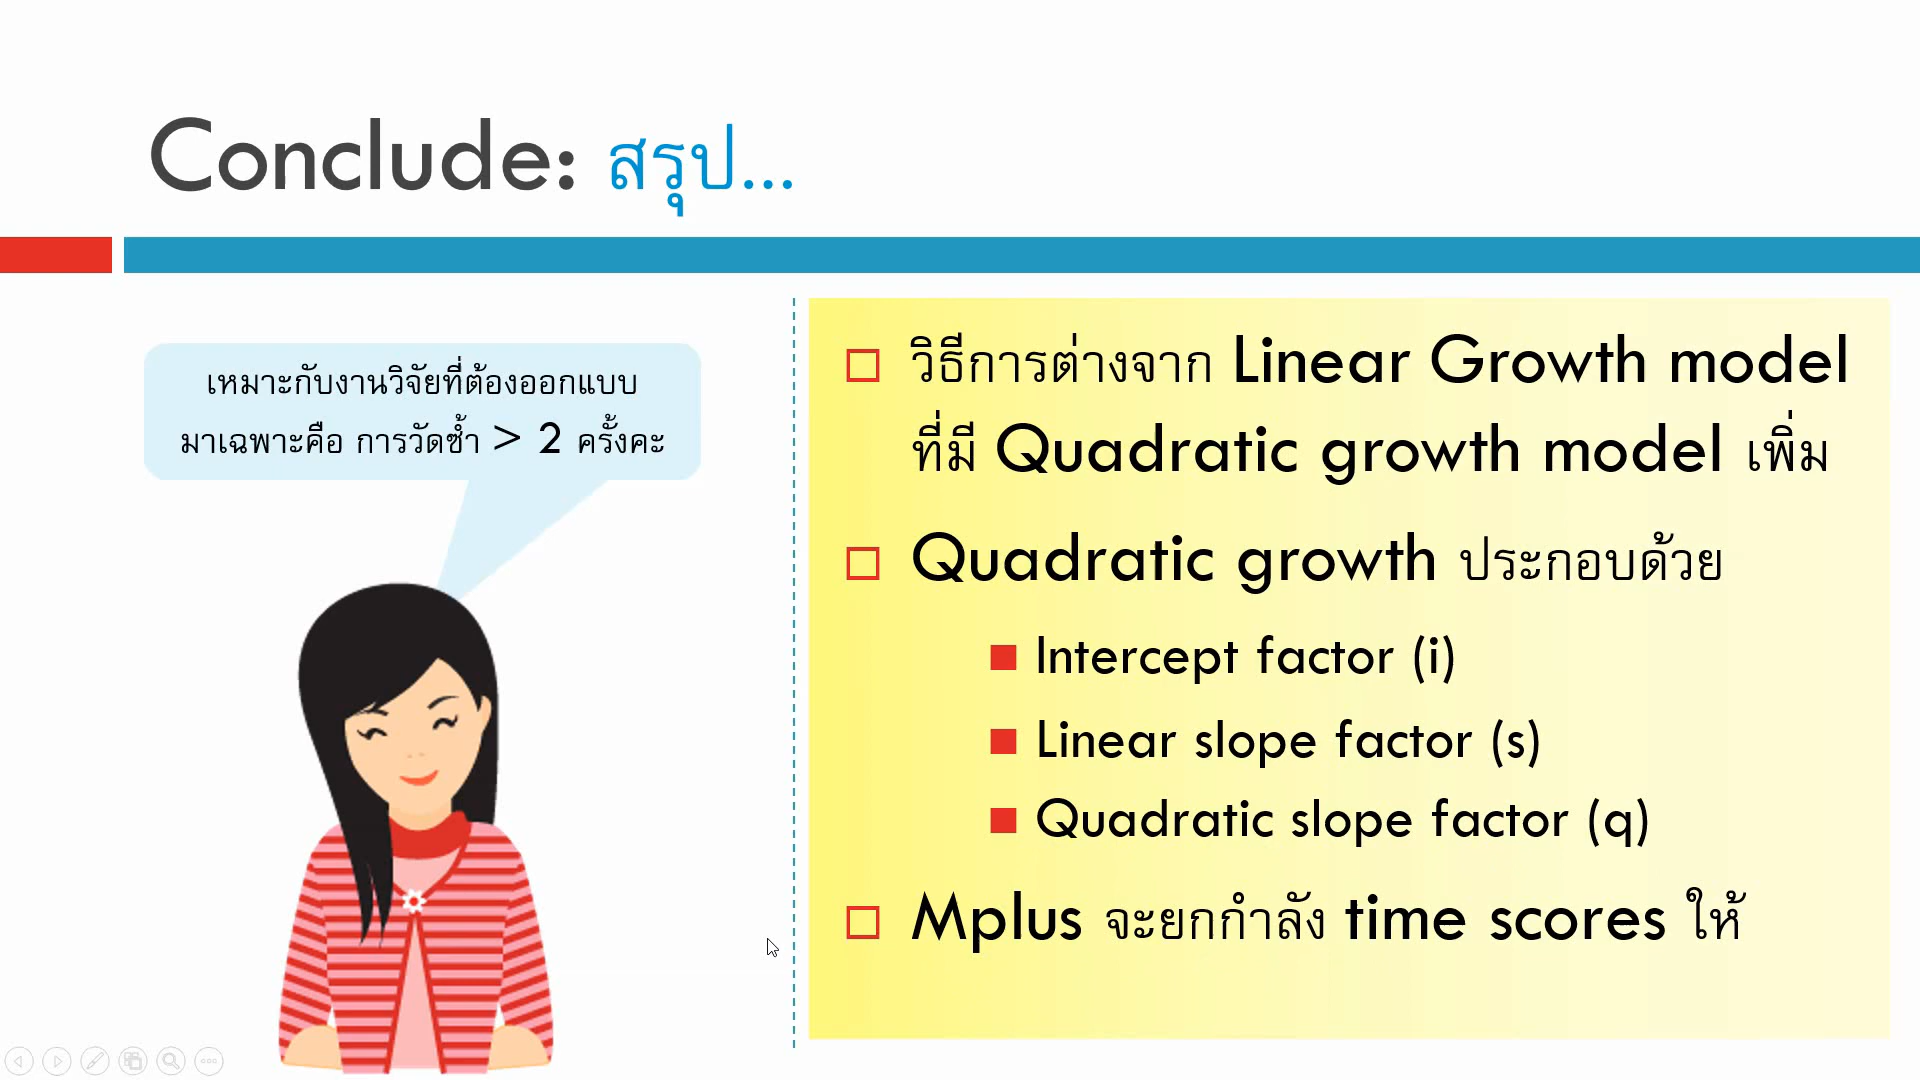 Conclude: สรุป...
เหมาะกับงานวิจัยที่ต้องออกแบบ
มาเฉพาะคือ การวัดซ้ำ > 2 ครั้งคะ
วิธีการต่างจาก Linear Growth model
ที่มี Quadratic growth model เพิ่ม
Quadratic growth ประกอบด้วย
Intercept factor (i)
Linear slope factor (s)
Quadratic slope factor (q)
Mplus จะยกกำลัง time scores ให้